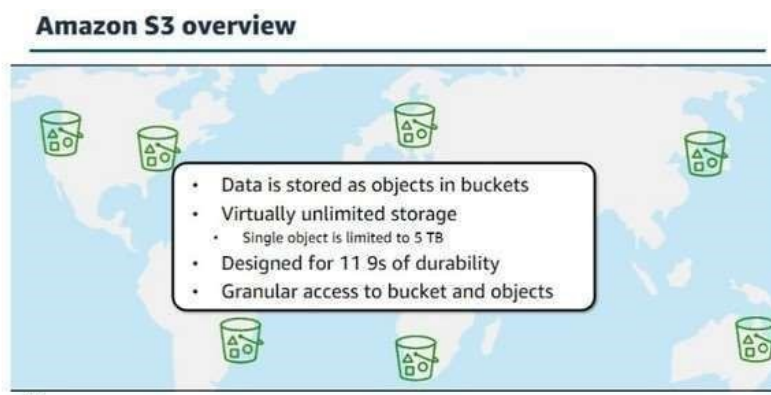 Amazon S3 overview
• Data is stored as objects in buckets
• Virtually unlimited storage
• Single object is limited to 5 TB
• Designed for 11 9s of durability
• Granular access to bucket and objects